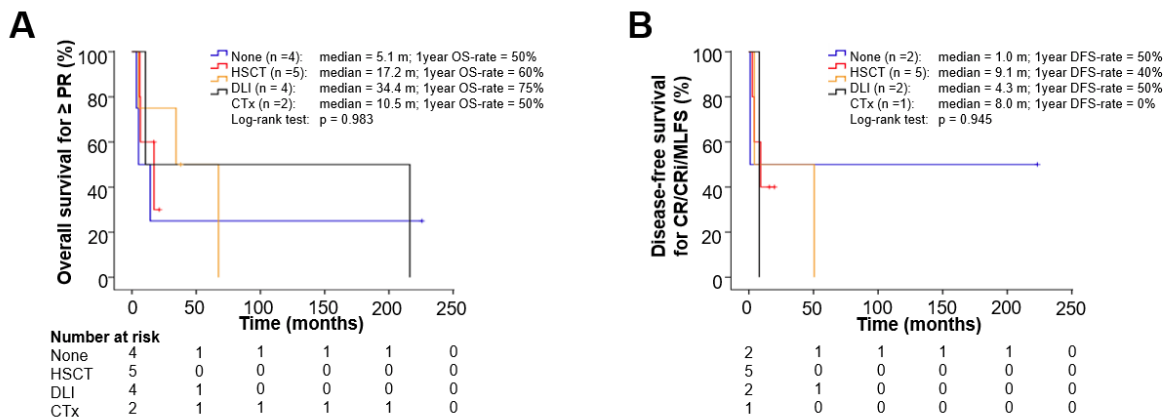 A
Overall survival for ≥ PR (%)
100
80
60
40
20
0
None (n =4): median = 5.1 m; 1year OS-rate = 50%
HSCT (n =5): median = 17.2 m; 1year OS-rate = 60%
DLI (n = 4): median = 34.4 m; 1year OS-rate = 75%
CTx (n =2): median = 10.5 m; 1year OS-rate = 50%
Log-rank test: p = 0.983
0 50 100 150 200 250
Time (months)
Number at risk
None 4 1 1 1 1 0
HSCT 5 0 0 0 0 0
DLI 4 1 0 0 0 0
CTx 2 1 1 1 1 0
B
Disease-free survival
for CR/CRi/MLFS (%)
100
80
60
40
20
0
None (n =2): median = 1.0 m; 1year DFS-rate = 50%
HSCT (n = 5): median = 9.1 m; 1year DFS-rate = 40%
DLI (n =2): median = 4.3 m; 1year DFS-rate = 50%
CTx (n =1): median = 8.0 m; 1year DFS-rate = 0%
Log-rank test: p = 0.945
0 50 100 150 200 250
Time (months)
2 1 1 1 1 0
5 0 0 0 0 0
2 1 0 0 0 0
1 0 0 0 0 0